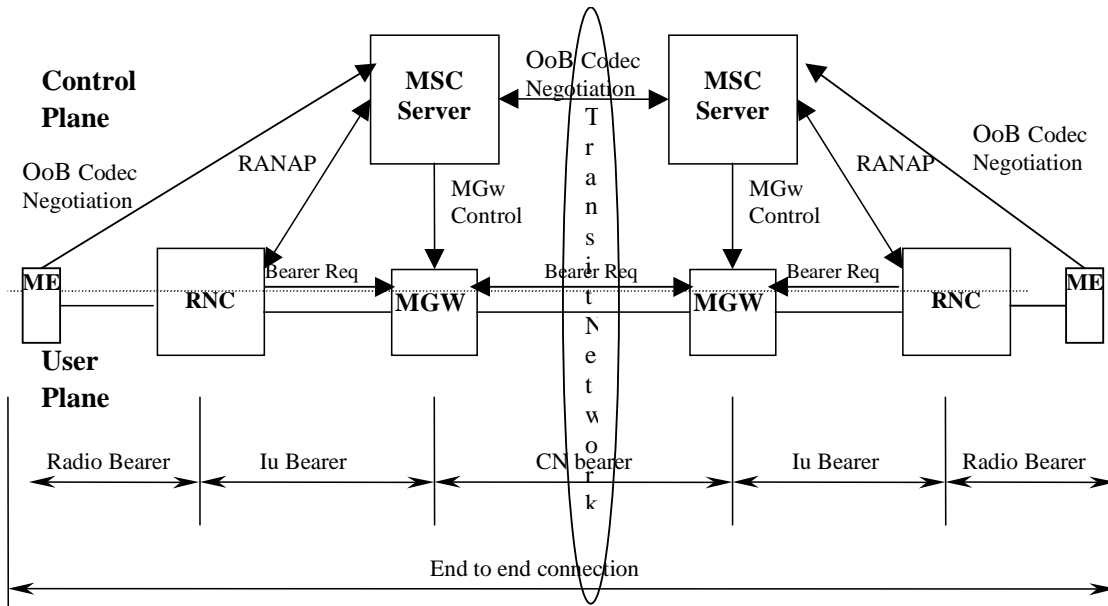 Control
Plane
MSC
Server
OoB Codec
Negotiation
MSC
Server
OoB Codec
Negotiation
RANAP
MGw
Control
Transit Network
MGw
Control
RANAP
OoB Codec
Negotiation
ME
RNC
Bearer Req
MGW
Bearer Req
MGW
Bearer Req
RNC
ME
User
Plane
Radio Bearer
Iu Bearer
CN bearer
Iu Bearer
Radio Bearer
End to end connection